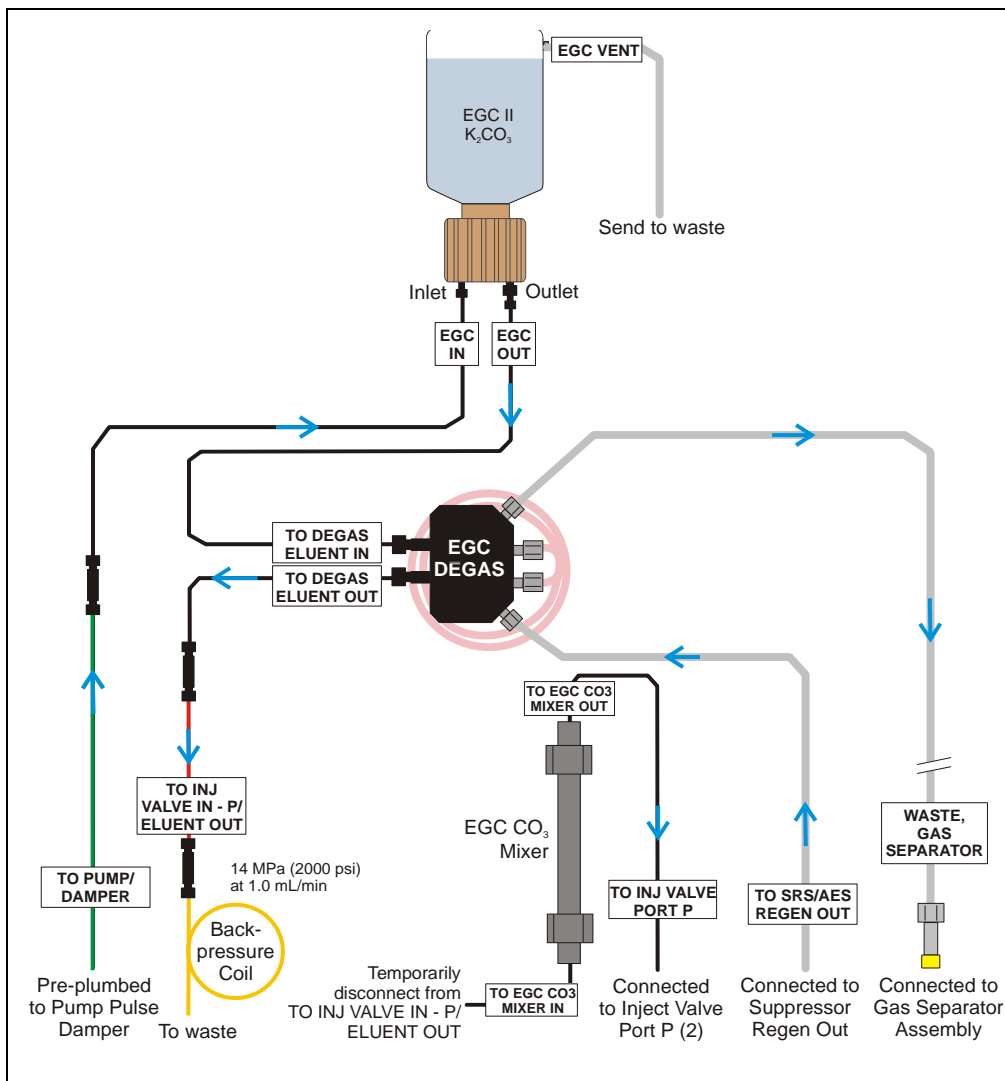 EGC VENT
EGC II
K₂CO₃
Send to waste
Inlet
Outlet
EGC
IN
EGC
OUT
TO DEGAS
ELUENT IN
TO DEGAS
ELUENT OUT
EGC
DEGAS
TO EGC CO3
MIXER OUT
TO INJ
VALVE IN - P/
ELUENT OUT
EGC CO₃
Mixer
WASTE,
GAS
SEPARATOR
TO PUMP/
DAMPER
14 MPa (2000 psi)
at 1.0 mL/min
TO INJ VALVE
PORT P
TO SRS/AES
REGEN OUT
Back-
pressure
Coil
Pre-plumbed
to Pump Pulse
Damper
To waste
Temporarily
disconnect from
TO INJ VALVE IN - P/
ELUENT OUT
TO EGC CO3
MIXER IN
Connected
to Inject Valve
Port P (2)
Connected to
Suppressor
Regen Out
Connected to
Gas Separator
Assembly